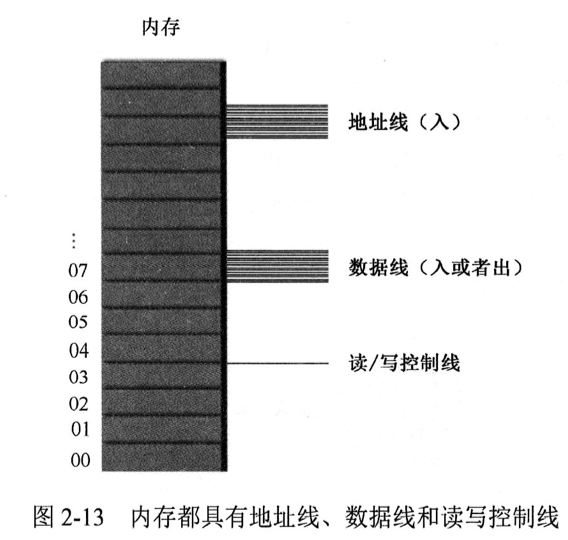 内存
地址线（入）
⋮
07
数据线（入或者出）
06
05
04
读/写控制线
03
02
01
00
图 2-13 内存都具有地址线、数据线和读写控制线